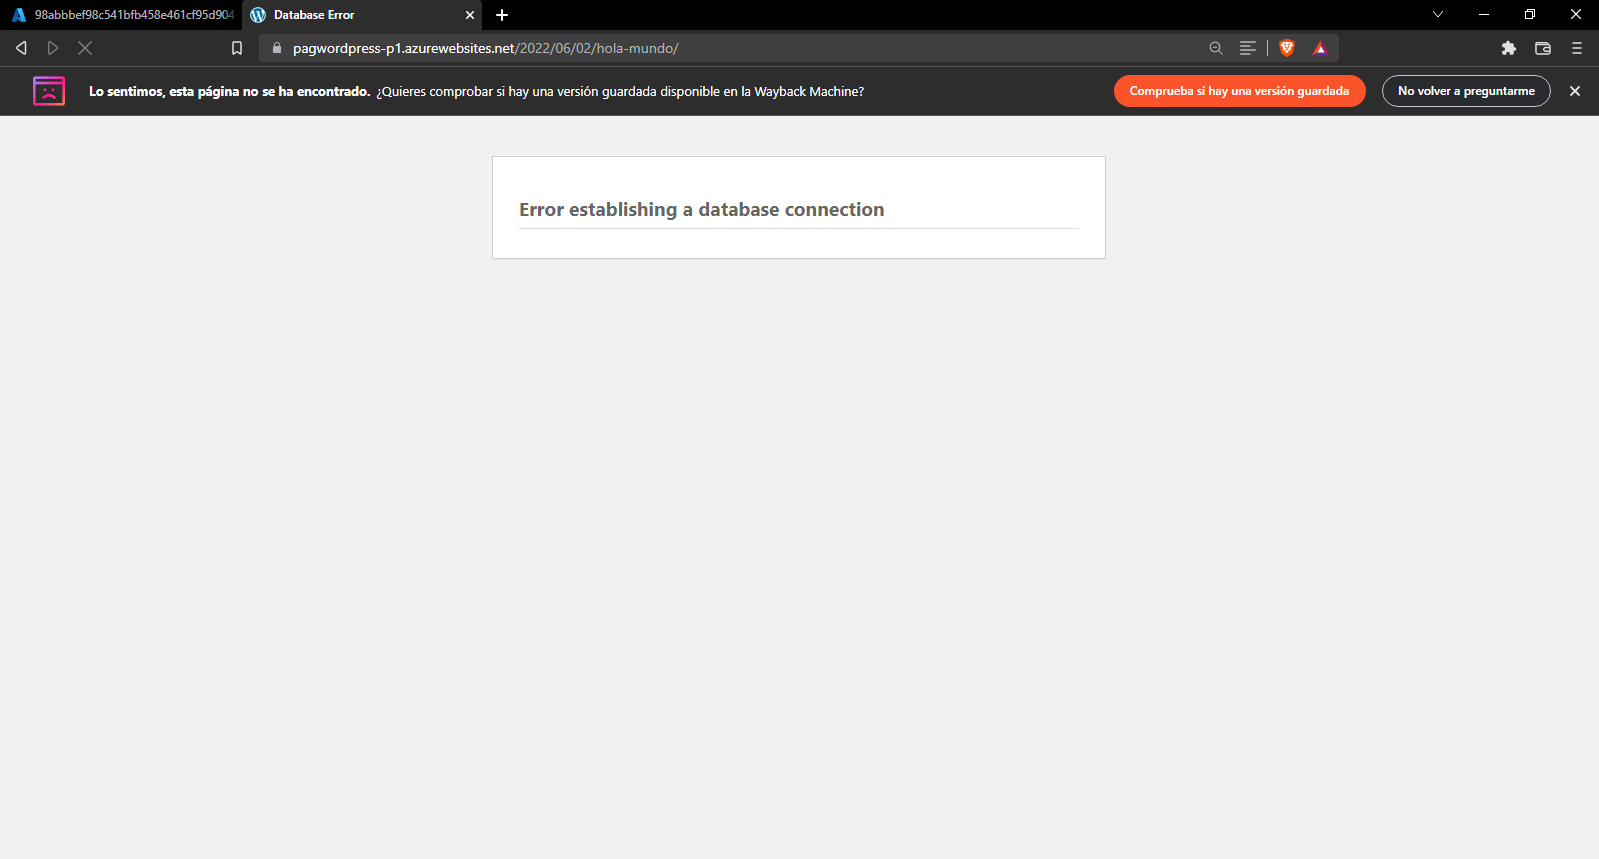 98abbbef98c541bfb458e461cf95d904
Database Error
pagwordpress-p1.azurewebsites.net/2022/06/02/hola-mundo/
Lo sentimos, esta página no se ha encontrado. ¿Quieres comprobar si hay una versión guardada disponible en la Wayback Machine?
Comprueba si hay una versión guardada
No volver a preguntarme
Error establishing a database connection